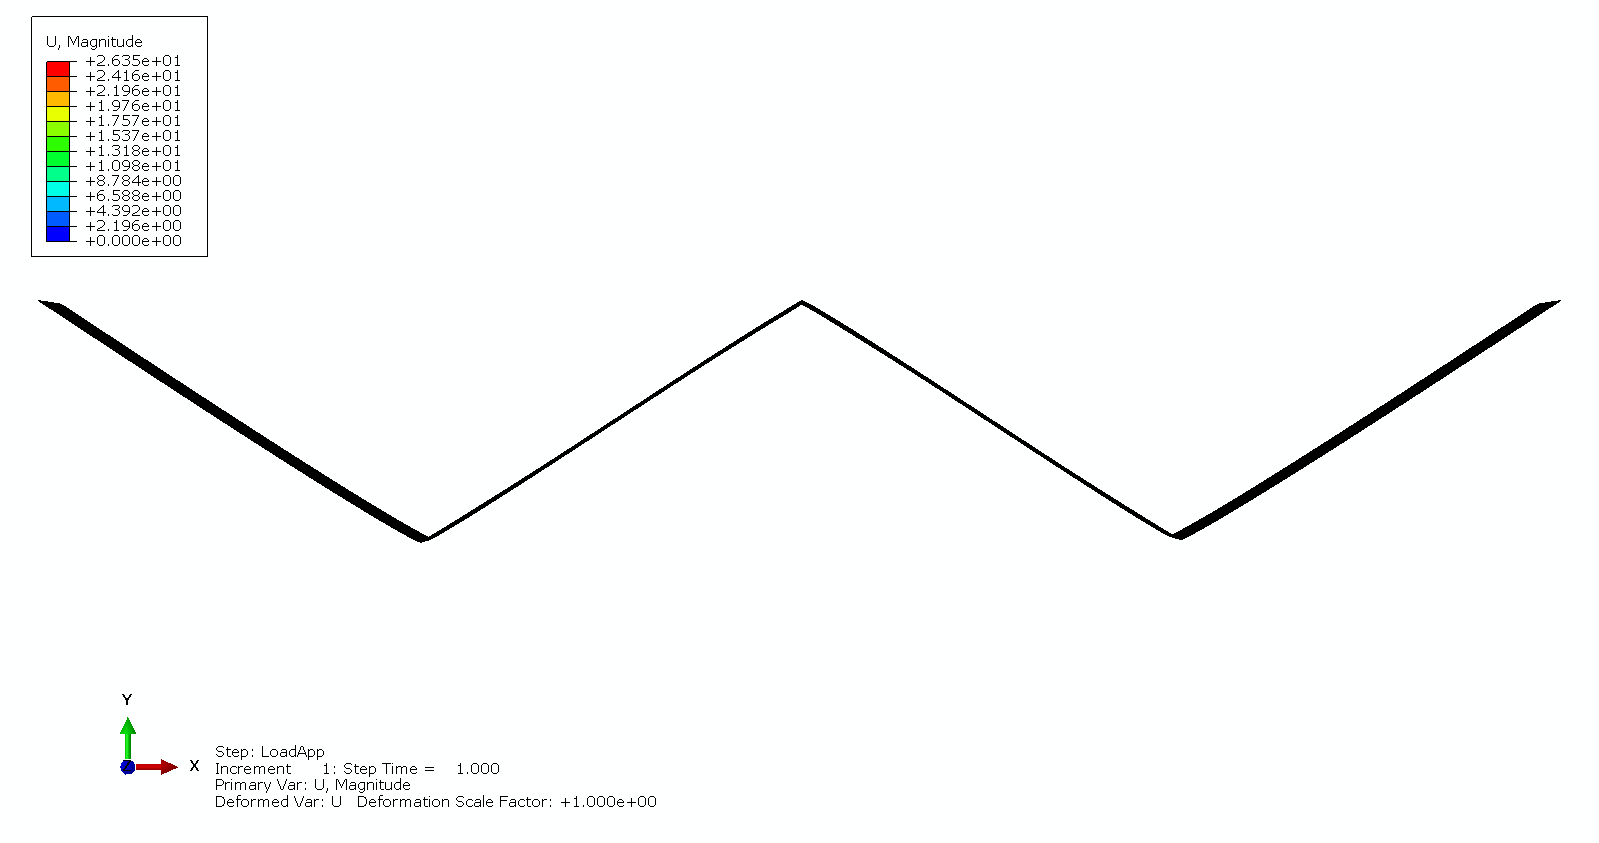 U, Magnitude
+2.635e+01
+2.416e+01
+2.196e+01
+1.976e+01
+1.757e+01
+1.537e+01
+1.318e+01
+1.098e+01
+8.784e+00
+6.588e+00
+4.392e+00
+2.196e+00
+0.000e+00
Y
X
Step: LoadApp
Increment 1: Step Time = 1.000
Primary Var: U, Magnitude
Deformed Var: U Deformation Scale Factor: +1.000e+00